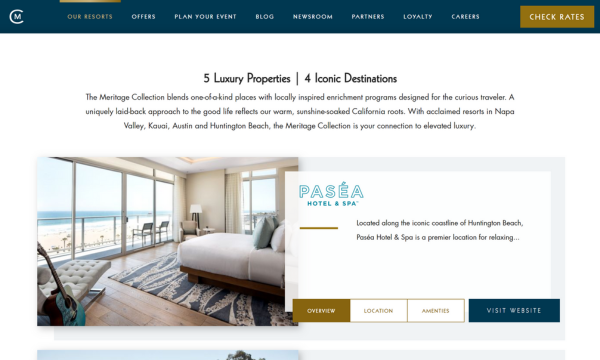 CM
OUR RESORTS OFFERS PLAN YOUR EVENT BLOG NEWSROOM PARTNERS LOYALTY CAREERS CHECK RATES
5 Luxury Properties | 4 Iconic Destinations
The Meritage Collection blends one-of-a-kind places with locally inspired enrichment programs designed for the curious traveler. A
uniquely laid-back approach to the good life reflects our warm, sunshine-soaked California roots. With acclaimed resorts in Napa
Valley, Kauai, Austin and Huntington Beach, the Meritage Collection is your connection to elevated luxury.
PASÉA
HOTEL & SPA™
Located along the iconic coastline of Huntington Beach,
Paséa Hotel & Spa is a premier location for relaxing...
OVERVIEW LOCATION AMENTIES VISIT WEBSITE